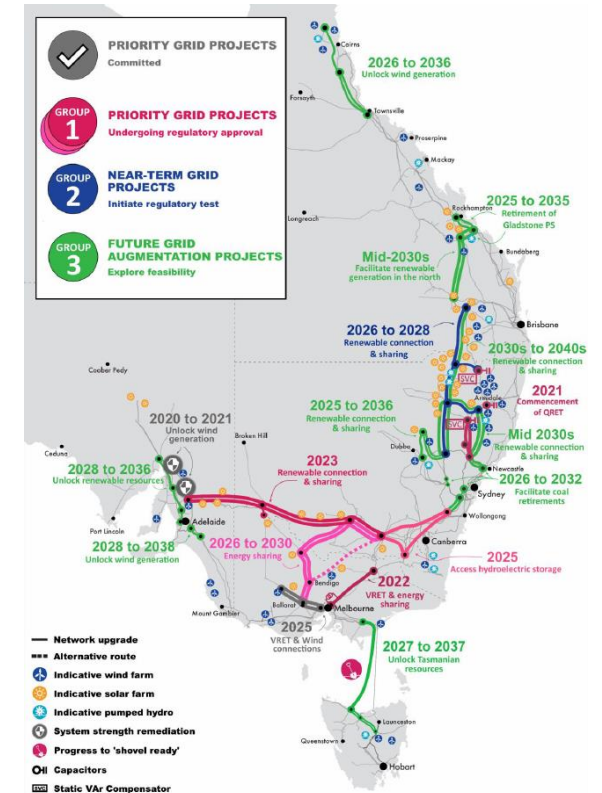 PRIORITY GRID PROJECTS
Committed
GROUP
1
PRIORITY GRID PROJECTS
Undergoing regulatory approval
GROUP
2
NEAR-TERM GRID
PROJECTS
Initiate regulatory test
GROUP
3
FUTURE GRID
AUGMENTATION PROJECTS
Explore feasibility
Cairns
2026 to 2036
Unlock wind generation
Forsyth
Townsville
Proserpine
Mackay
Longreach
Rockhampton
2025 to 2035
Retirement of
Gladstone PS
Bundaberg
Mid-2030s
Facilitate renewable
generation in the north
2026 to 2028
Renewable connection
& sharing
Brisbane
2030s to 2040s
Renewable connection
& sharing
SVC
Armidale
2021
Commencement
of QRET
SVC
Coober Pedy
2020 to 2021
Unlock wind
generation
Broken Hill
2025 to 2036
Renewable connection
& sharing
Dubbo
Mid 2030s
Renewable connection
& sharing
Newcastle
Ceduna
2028 to 2036
Unlock renewable resources
2023
Renewable connection
& sharing
2026 to 2032
Facilitate coal
retirements
Sydney
Wollongong
Port Lincoln
Adelaide
2028 to 2038
Unlock wind generation
2026 to 2030
Energy sharing
Canberra
2025
Access hydroelectric storage
Bendigo
2022
VRET & energy
sharing
Mount Gambier
Ballarat
Melbourne
2025
VRET & Wind
connections
2027 to 2037
Unlock Tasmanian
resources
Launceston
Queenstown
Hobart
Network upgrade
Alternative route
Indicative wind farm
Indicative solar farm
Indicative pumped hydro
System strength remediation
Progress to 'shovel ready'
Capacitors
SVC
Static VAr Compensator